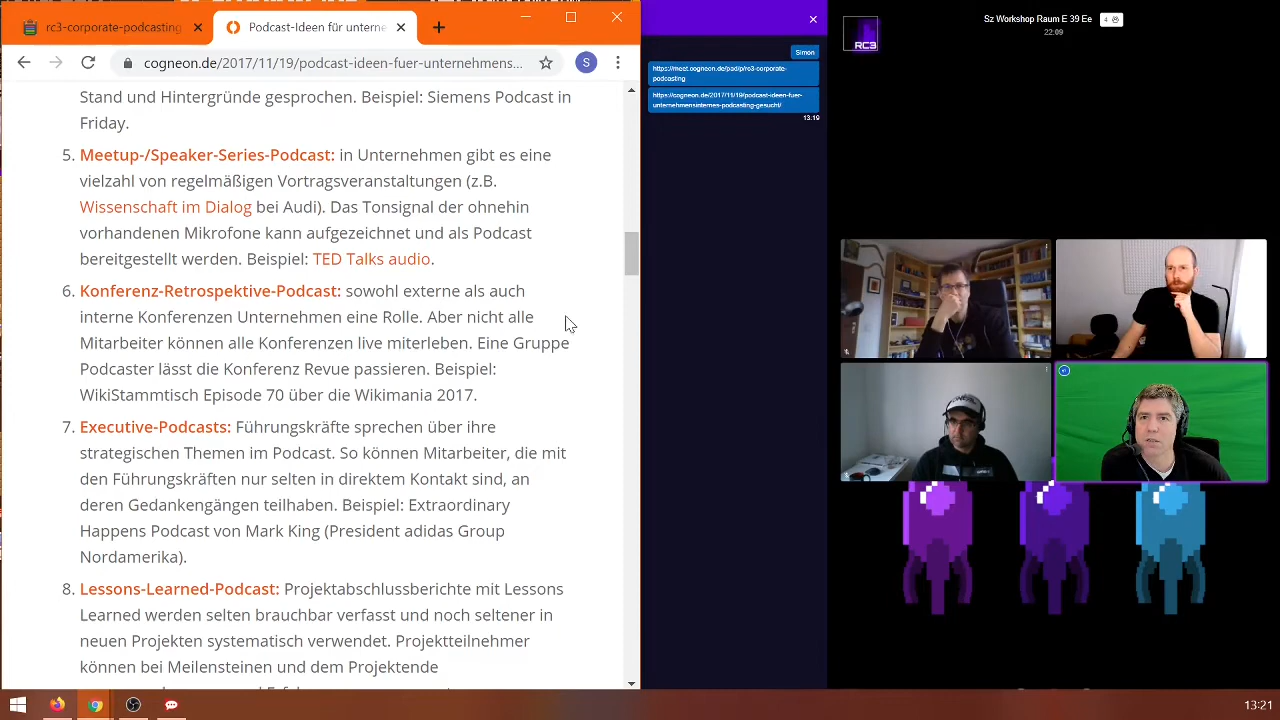 rc3-corporate-podcasting
Podcast-Ideen für unterne
cogneon.de/2017/11/19/podcast-ideen-fuer-unternehmens...
S
Stand und Hintergründe gesprochen. Beispiel: Siemens Podcast in
Friday.
5. Meetup-/Speaker-Series-Podcast: in Unternehmen gibt es eine
vielzahl von regelmäßigen Vortragsveranstaltungen (z.B.
Wissenschaft im Dialog bei Audi). Das Tonsignal der ohnehin
vorhandenen Mikrofone kann aufgezeichnet und als Podcast
bereitgestellt werden. Beispiel: TED Talks audio.
6. Konferenz-Retrospektive-Podcast: sowohl externe als auch
interne Konferenzen Unternehmen eine Rolle. Aber nicht alle
Mitarbeiter können alle Konferenzen live miterleben. Eine Gruppe
Podcaster lässt die Konferenz Revue passieren. Beispiel:
WikiStammtisch Episode 70 über die Wikimania 2017.
7. Executive-Podcasts: Führungskräfte sprechen über ihre
strategischen Themen im Podcast. So können Mitarbeiter, die mit
den Führungskräften nur selten in direktem Kontakt sind, an
deren Gedankengängen teilhaben. Beispiel: Extraordinary
Happens Podcast von Mark King (President adidas Group
Nordamerika).
8. Lessons-Learned-Podcast: Projektabschlussberichte mit Lessons
Learned werden selten brauchbar verfasst und noch seltener in
neuen Projekten systematisch verwendet. Projektteilnehmer
können bei Meilensteinen und dem Projektende
Simon
https://meet.cogneon.de/pad/p/rc3-corporate-
podcasting
https://cogneon.de/2017/11/19/podcast-ideen-fuer-
unternehmensinternes-podcasting-gesucht/
13:19
RC3
Sz Workshop Raum E 39 Ee
4
22:09
13:21